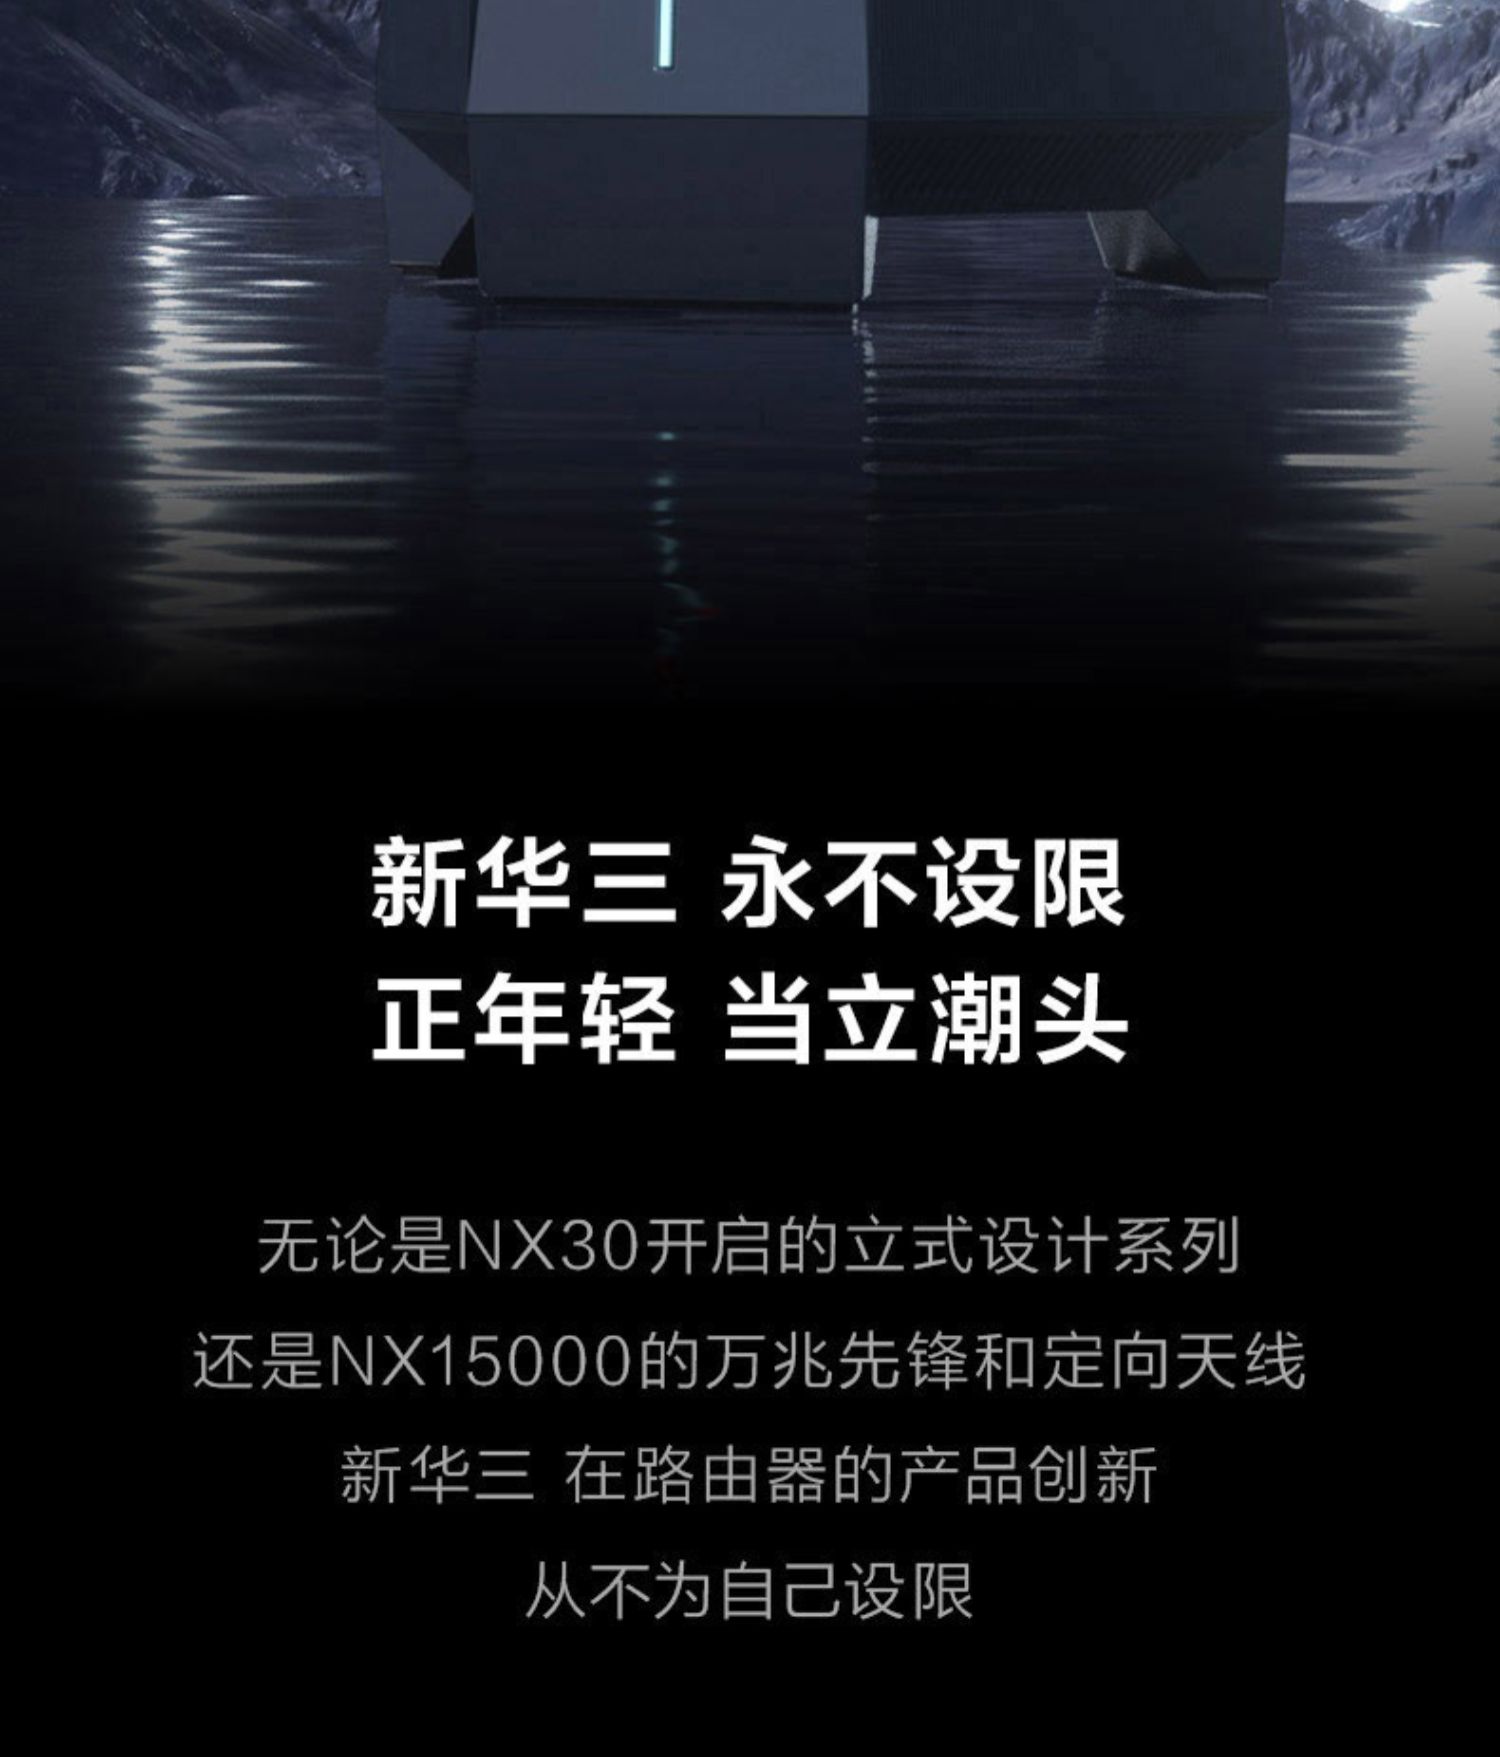 新华三 永不设限
正年轻 当立潮头
无论是NX30开启的立式设计系列
还是NX15000的万兆先锋和定向天线
新华三 在路由器的产品创新
从不为自己设限